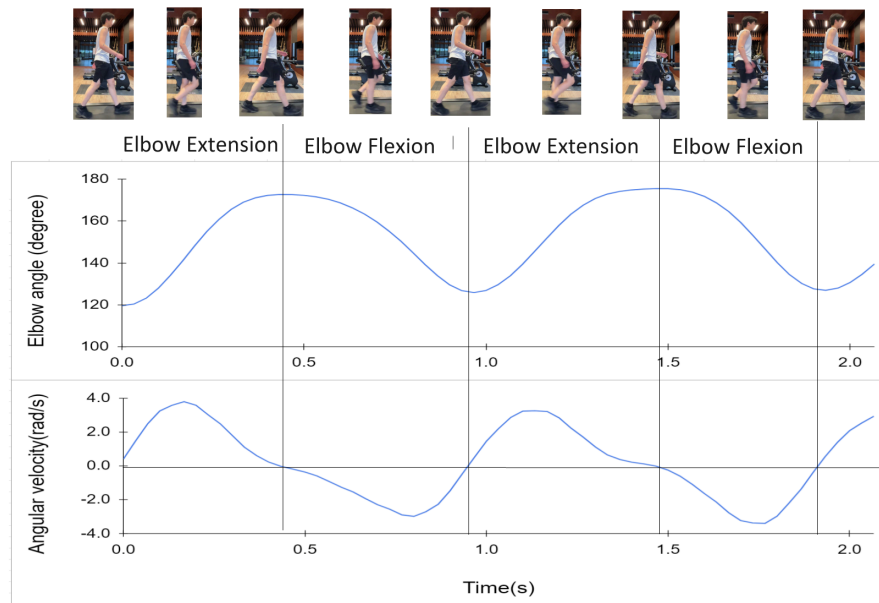 Elbow Extension Elbow Flexion Elbow Extension Elbow Flexion
Elbow angle (degree)
180
160
140
120
100
0.0 0.5 1.0 1.5 2.0
Angular velocity(rad/s)
4.0
2.0
0.0
-2.0
-4.0
0.0 0.5 1.0 1.5 2.0
Time(s)